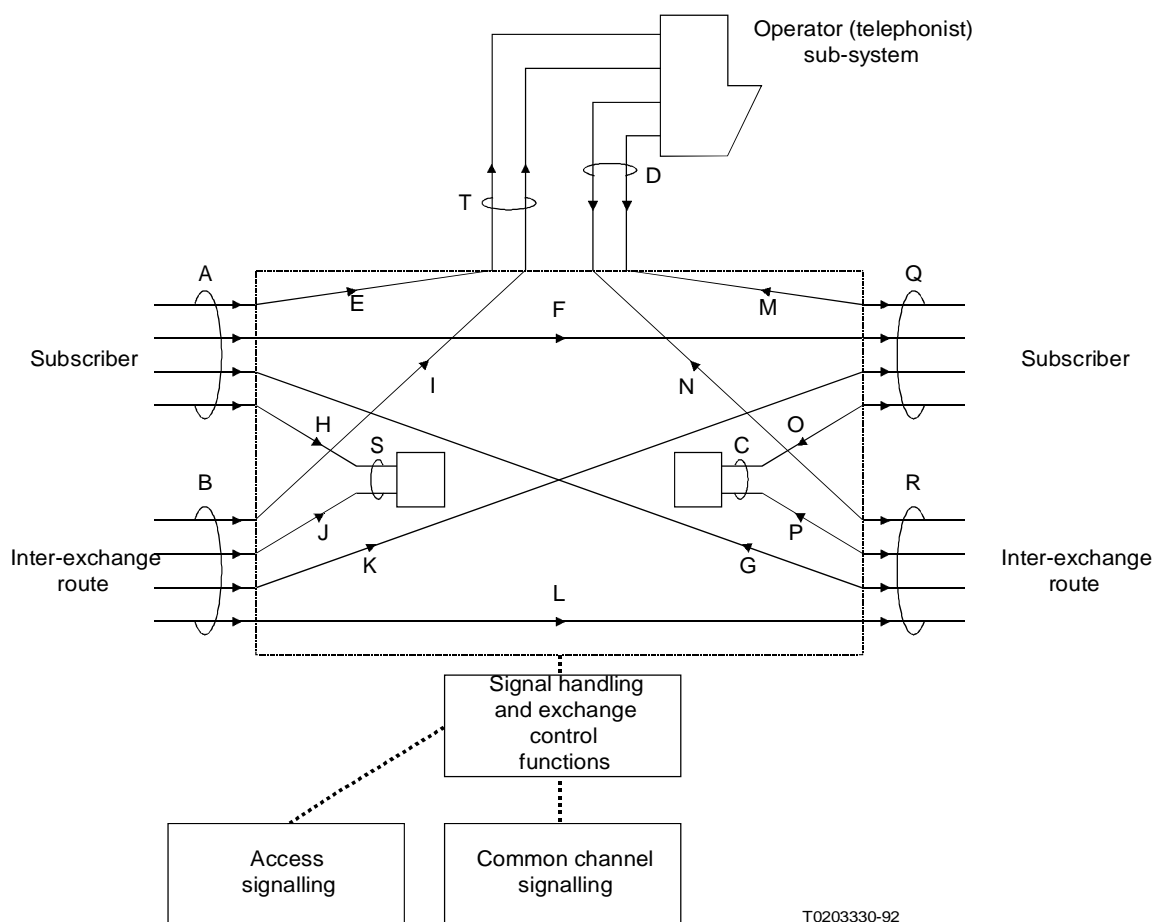 Operator (telephonist)
sub-system
D
T
A
Q
E
M
F
Subscriber
Subscriber
I
N
H
O
S
C
B
R
J
P
Inter-exchange
route
K
G
Inter-exchange
route
L
Signal handling
and exchange
control
functions
Access
signalling
Common channel
signalling
T0203330-92